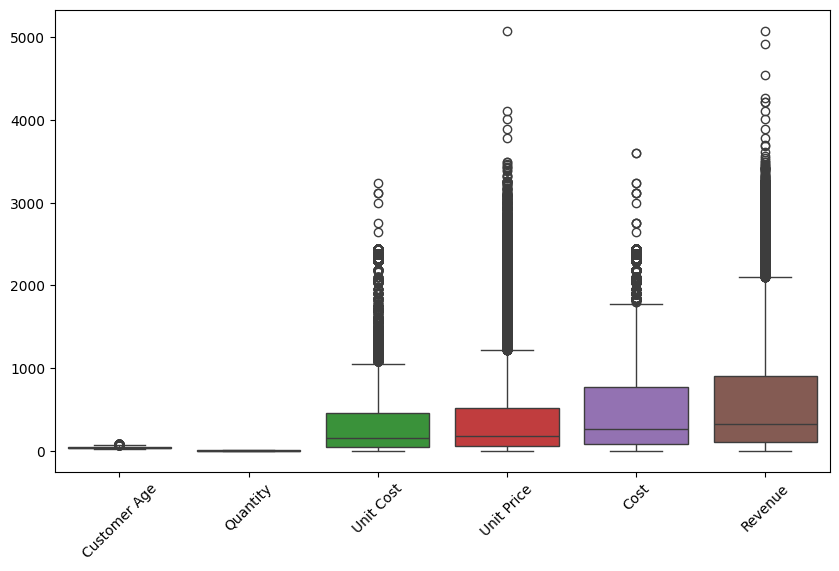 5000
4000
3000
2000
1000
0
Customer Age
Quantity
Unit Cost
Unit Price
Cost
Revenue